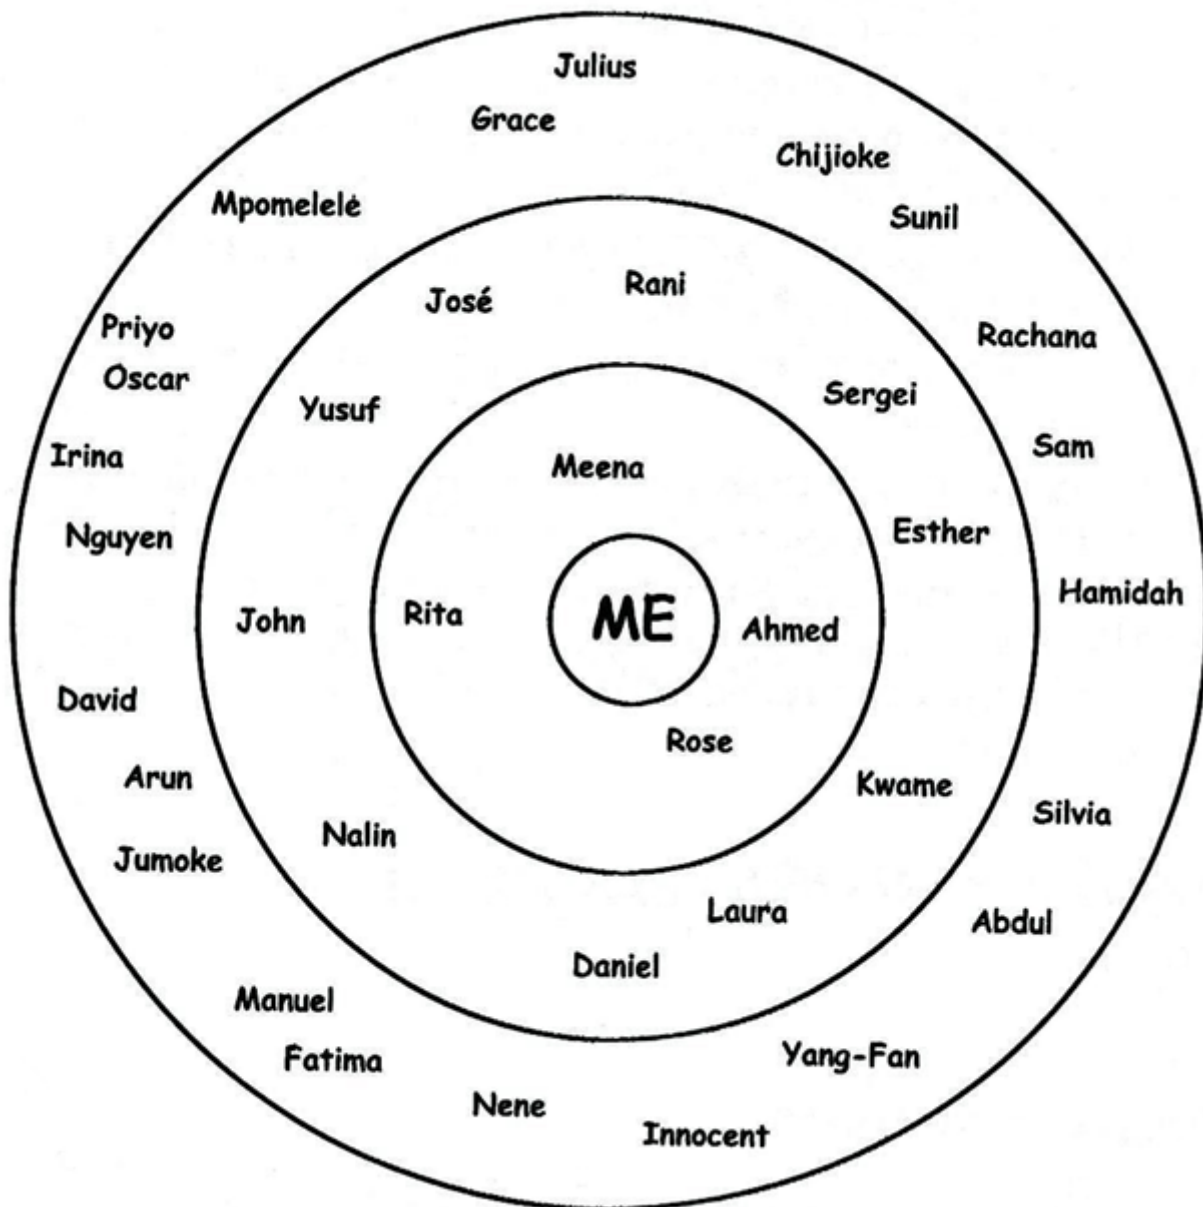 Julius
Grace
Chijioke
Mpomelelė
Sunil
José
Rani
Priyo
Rachana
Oscar
Yusuf
Sergei
Irina
Meena
Sam
Nguyen
Esther
John
Rita
ME
Ahmed
Hamidah
David
Rose
Arun
Kwame
Jumoke
Nalin
Silvia
Laura
Abdul
Daniel
Manuel
Fatima
Yang-Fan
Nene
Innocent